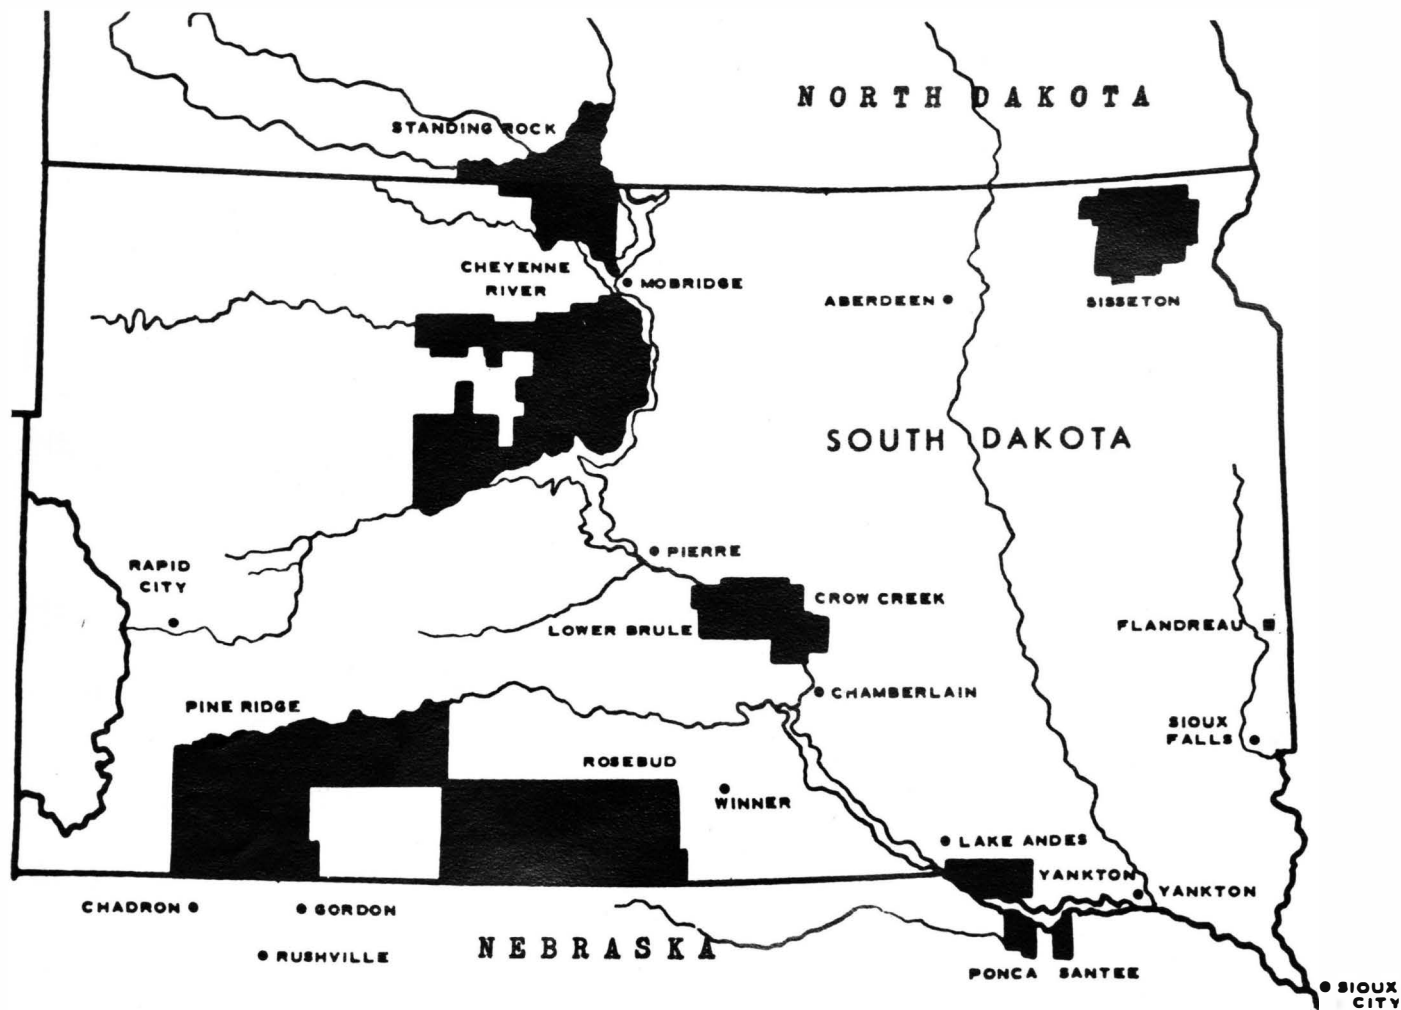 NORTH DAKOTA
STANDING ROCK
CHEYENNE
RIVER
MOBRIDGE
ABERDEEN
SISSETON
SOUTH DAKOTA
RAPID
CITY
PIERRE
CROW CREEK
LOWER BRULE
FLANDREAU
CHAMBERLAIN
PINE RIDGE
SIOUX
FALLS
ROSEBUD
WINNER
LAKE ANDES
YANKTON
YANKTON
CHADRON
GORDON
RUSHVILLE
NEBRASKA
PONCA
SANTEE
SIOUX
CITY